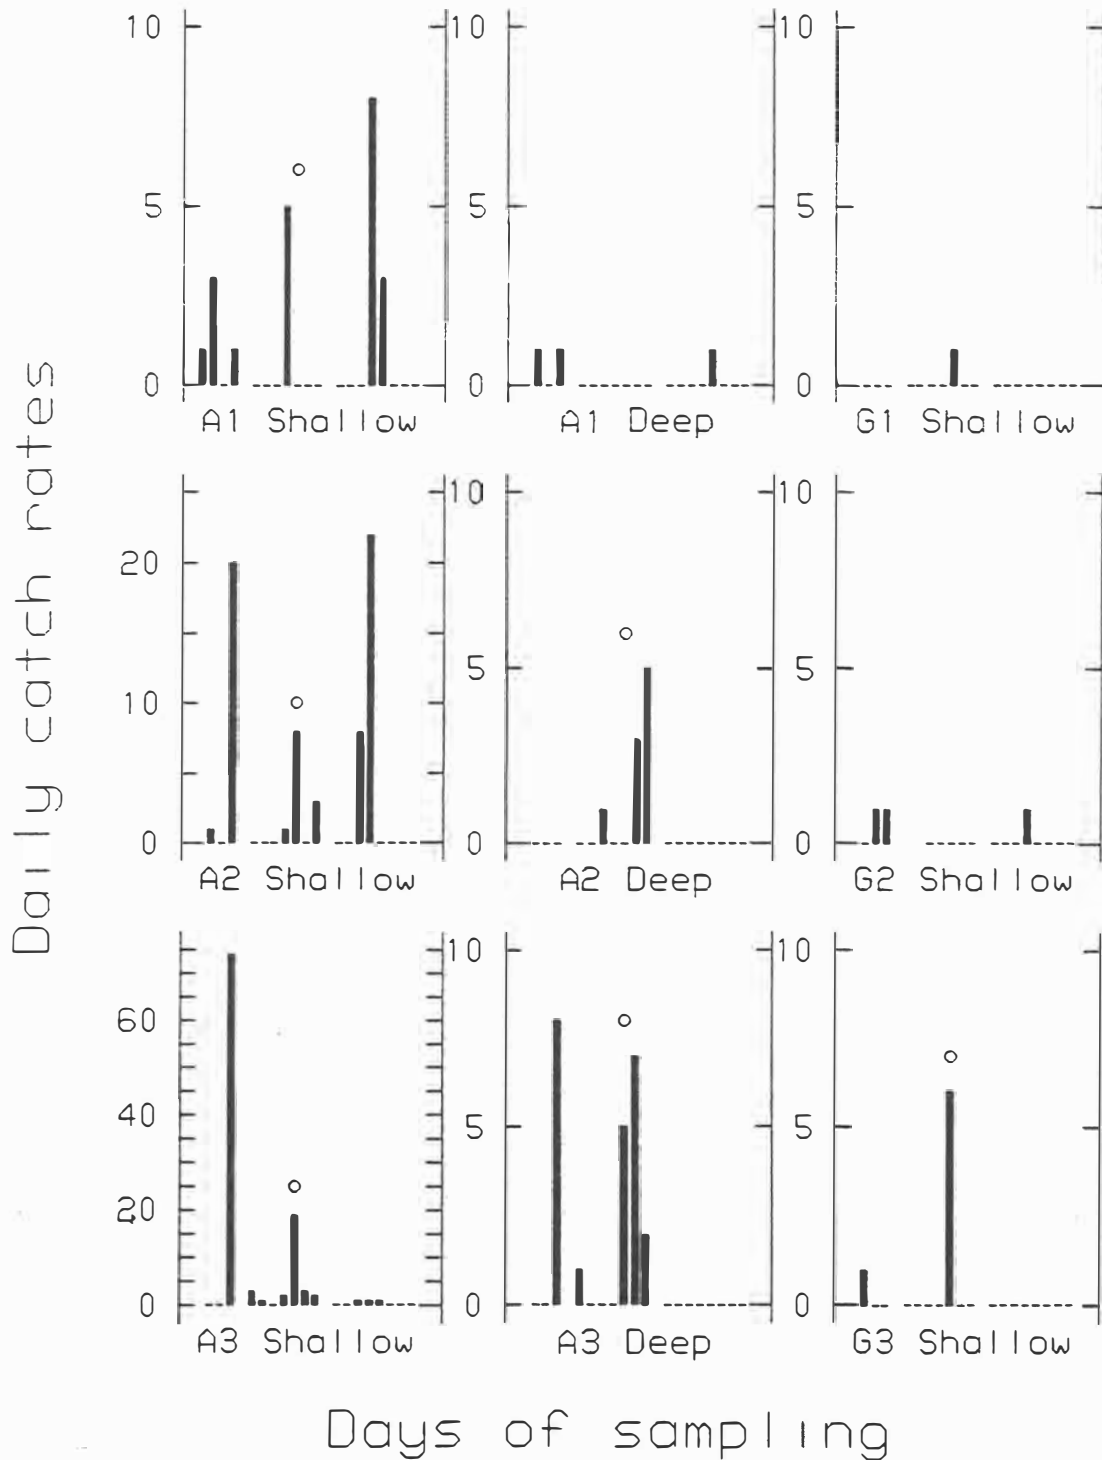 10 10 10
5 5 5
0 0 0
A1 Shallow A1 Deep G1 Shallow
Daily catch rates
20 10 10
10 5 5
0 0 0
A2 Shallow A2 Deep G2 Shallow
60 10 10
40 5 5
20
0 0 0
A3 Shallow A3 Deep G3 Shallow
Days of sampling